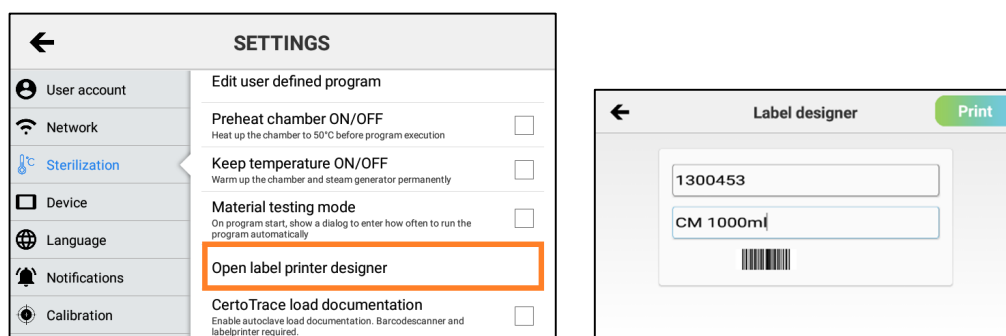 SETTINGS
User account
Network
Sterilization
Device
Language
Notifications
Calibration
Edit user defined program
Preheat chamber ON/OFF
Heat up the chamber to 50°C before program execution
Keep temperature ON/OFF
Warm up the chamber and steam generator permanently
Material testing mode
On program start, show a dialog to enter how often to run the
program automatically
Open label printer designer
CertoTrace load documentation
Enable autoclave load documentation. Barcodescanner and
labelprinter required.
Label designer
Print
1300453
CM 1000ml